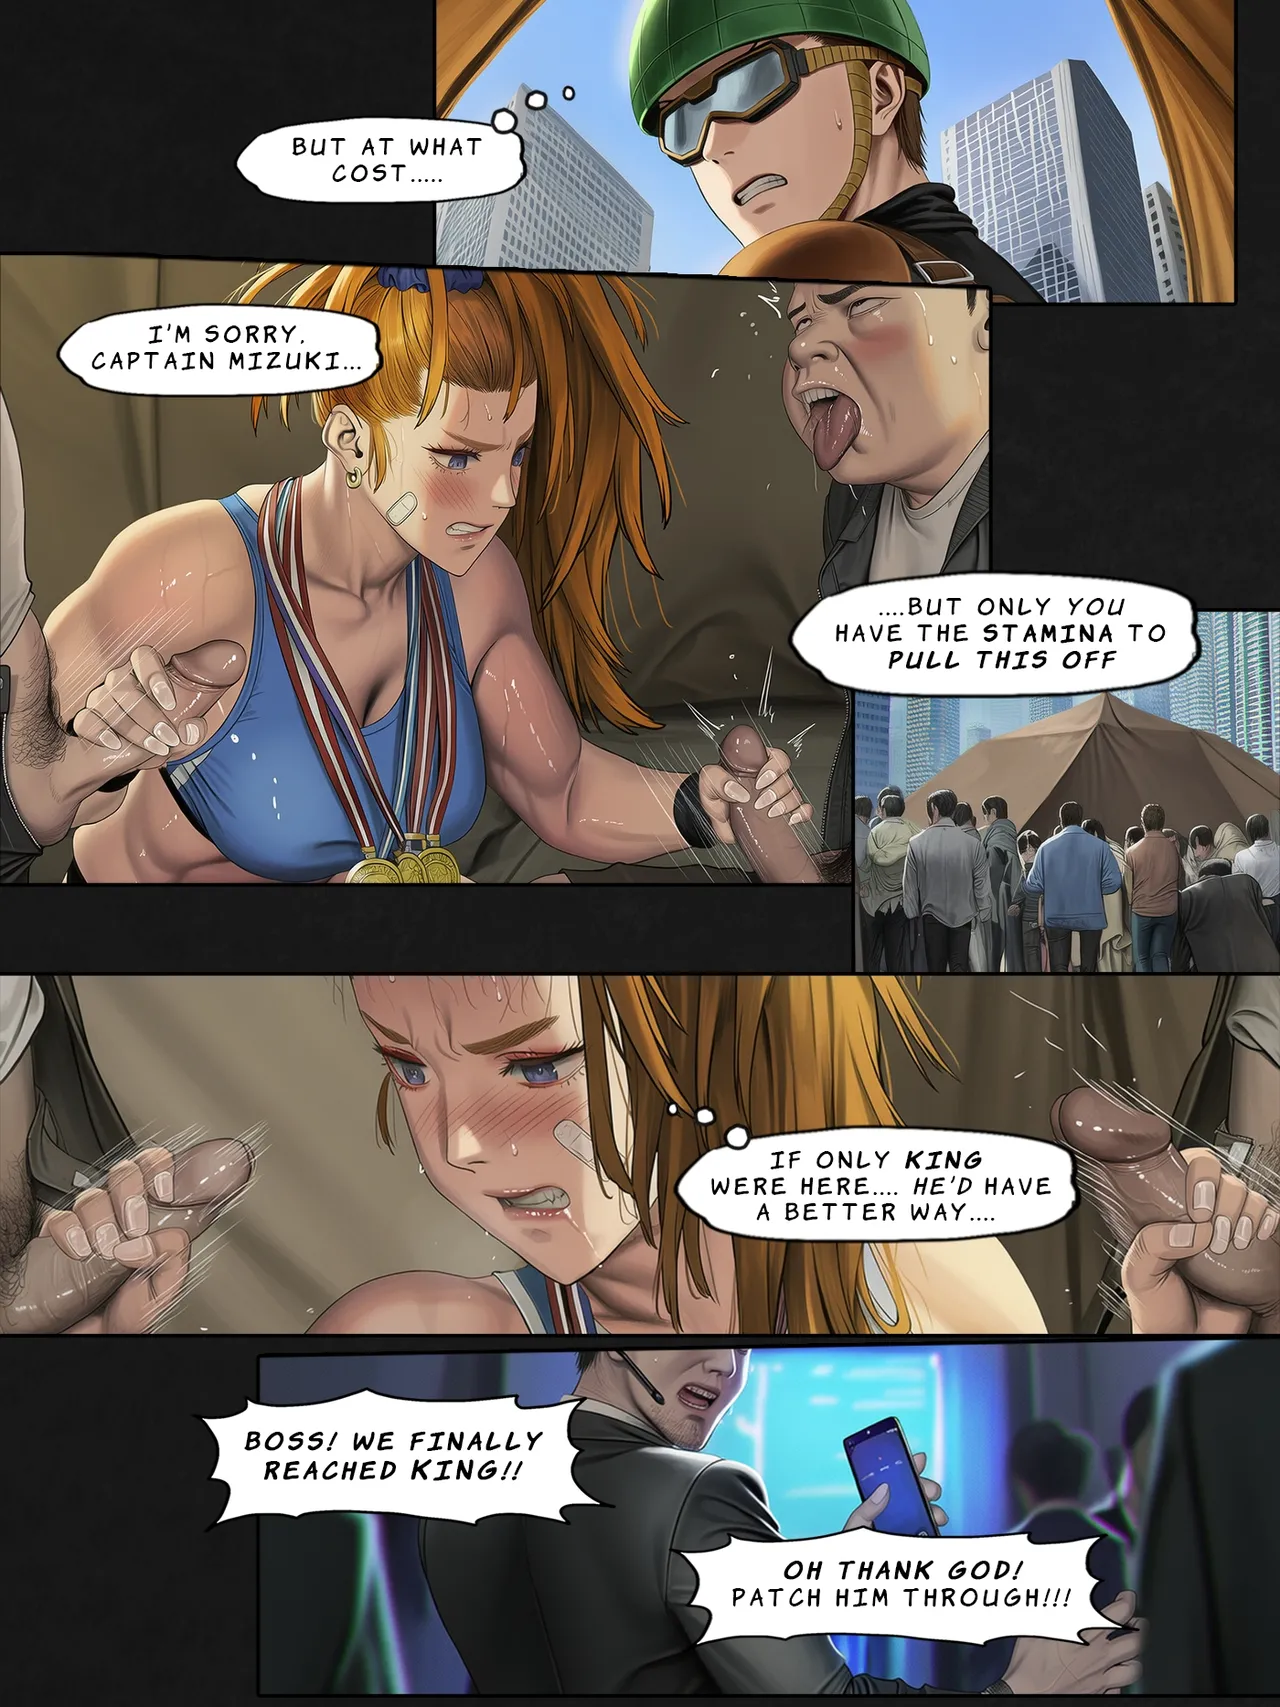 BUT AT WHAT
COST.....
I'M SORRY,
CAPTAIN MIZUKI...
....BUT ONLY YOU
HAVE THE STAMINA TO
PULL THIS OFF
IF ONLY KING
WERE HERE.... HE'D HAVE
A BETTER WAY....
BOSS! WE FINALLY
REACHED KING!!
OH THANK GOD!
PATCH HIM THROUGH!!!